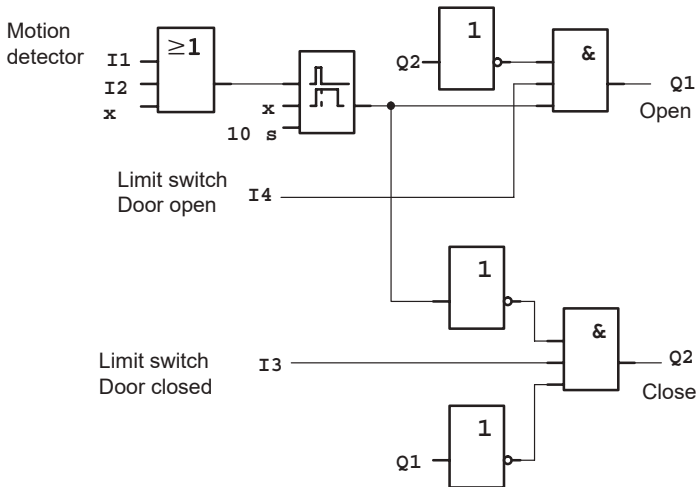 Motion
detector
I1
I2
x
≥1
x
10 s
Q2
1
&
Q1
Open
Limit switch
Door open
I4
1
Limit switch
Door closed
I3
&
Q2
Close
1
Q1